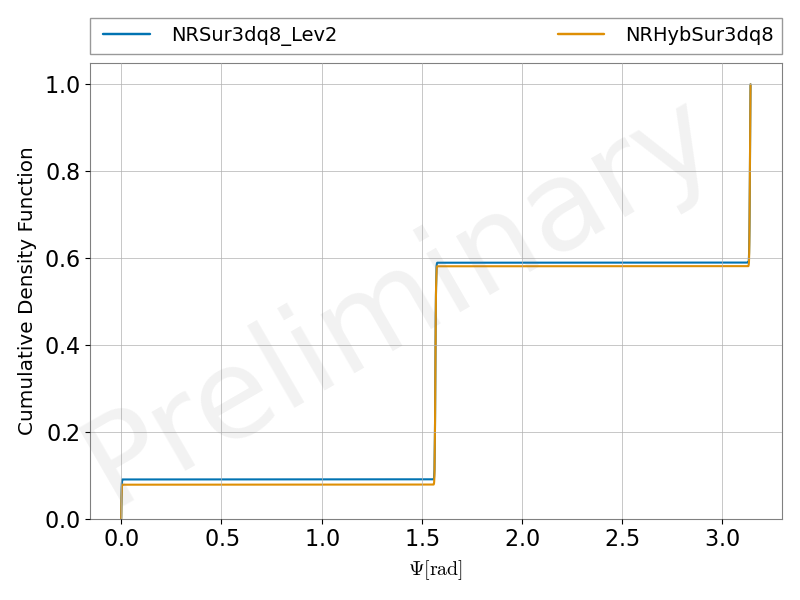 NRSur3dq8_Lev2 NRHybSur3dq8
1.0
0.8
0.6
0.4
0.2
0.0
Cumulative Density Function
Preliminary
0.0 0.5 1.0 1.5 2.0 2.5 3.0
Ψ[rad]